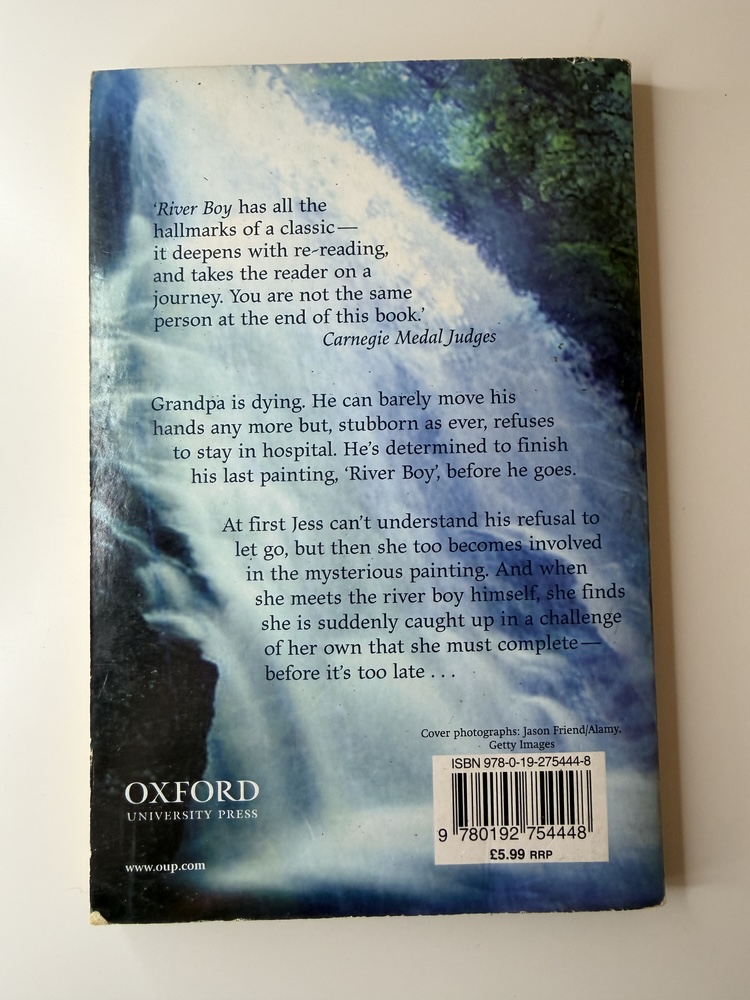 ‘River Boy has all the
hallmarks of a classic—
it deepens with re-reading,
and takes the reader on a
journey. You are not the same
person at the end of this book.’
Carnegie Medal Judges
Grandpa is dying. He can barely move his
hands any more but, stubborn as ever, refuses
to stay in hospital. He’s determined to finish
his last painting, ‘River Boy’, before he goes.
At first Jess can’t understand his refusal to
let go, but then she too becomes involved
in the mysterious painting. And when
she meets the river boy himself, she finds
she is suddenly caught up in a challenge
of her own that she must complete—
before it’s too late . . .
Cover photographs: Jason Friend/Alamy,
Getty Images
ISBN 978-0-19-275444-8
9 780192 754448
£5.99 RRP
OXFORD
UNIVERSITY PRESS
www.oup.com